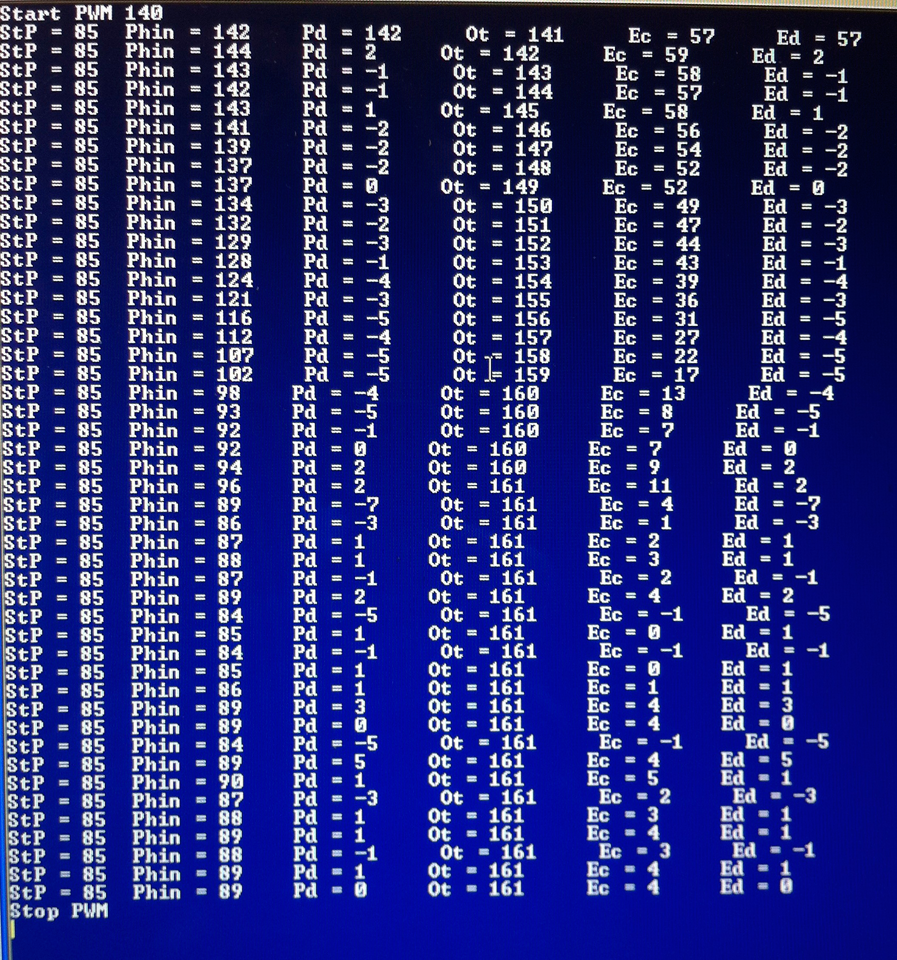 Start PWM 140
StP = 85 Phin = 142 Pd = 142 Ot = 141 Ec = 57 Ed = 57
StP = 85 Phin = 144 Pd = 2 Ot = 142 Ec = 59 Ed = 2
StP = 85 Phin = 143 Pd = -1 Ot = 143 Ec = 58 Ed = -1
StP = 85 Phin = 142 Pd = -1 Ot = 144 Ec = 57 Ed = -1
StP = 85 Phin = 143 Pd = 1 Ot = 145 Ec = 58 Ed = 1
StP = 85 Phin = 141 Pd = -2 Ot = 146 Ec = 56 Ed = -2
StP = 85 Phin = 139 Pd = -2 Ot = 147 Ec = 54 Ed = -2
StP = 85 Phin = 137 Pd = -2 Ot = 148 Ec = 52 Ed = -2
StP = 85 Phin = 137 Pd = 0 Ot = 149 Ec = 52 Ed = 0
StP = 85 Phin = 134 Pd = -3 Ot = 150 Ec = 49 Ed = -3
StP = 85 Phin = 132 Pd = -2 Ot = 151 Ec = 47 Ed = -2
StP = 85 Phin = 129 Pd = -3 Ot = 152 Ec = 44 Ed = -3
StP = 85 Phin = 128 Pd = -1 Ot = 153 Ec = 43 Ed = -1
StP = 85 Phin = 124 Pd = -4 Ot = 154 Ec = 39 Ed = -4
StP = 85 Phin = 121 Pd = -3 Ot = 155 Ec = 36 Ed = -3
StP = 85 Phin = 116 Pd = -5 Ot = 156 Ec = 31 Ed = -5
StP = 85 Phin = 112 Pd = -4 Ot = 157 Ec = 27 Ed = -4
StP = 85 Phin = 107 Pd = -5 Ot = 158 Ec = 22 Ed = -5
StP = 85 Phin = 102 Pd = -5 Ot = 159 Ec = 17 Ed = -5
StP = 85 Phin = 98 Pd = -4 Ot = 160 Ec = 13 Ed = -4
StP = 85 Phin = 93 Pd = -5 Ot = 160 Ec = 8 Ed = -5
StP = 85 Phin = 92 Pd = -1 Ot = 160 Ec = 7 Ed = -1
StP = 85 Phin = 92 Pd = 0 Ot = 160 Ec = 7 Ed = 0
StP = 85 Phin = 94 Pd = 2 Ot = 160 Ec = 9 Ed = 2
StP = 85 Phin = 96 Pd = 2 Ot = 161 Ec = 11 Ed = 2
StP = 85 Phin = 89 Pd = -7 Ot = 161 Ec = 4 Ed = -7
StP = 85 Phin = 86 Pd = -3 Ot = 161 Ec = 1 Ed = -3
StP = 85 Phin = 87 Pd = 1 Ot = 161 Ec = 2 Ed = 1
StP = 85 Phin = 88 Pd = 1 Ot = 161 Ec = 3 Ed = 1
StP = 85 Phin = 87 Pd = -1 Ot = 161 Ec = 2 Ed = -1
StP = 85 Phin = 89 Pd = 2 Ot = 161 Ec = 4 Ed = 2
StP = 85 Phin = 84 Pd = -5 Ot = 161 Ec = -1 Ed = -5
StP = 85 Phin = 85 Pd = 1 Ot = 161 Ec = 0 Ed = 1
StP = 85 Phin = 84 Pd = -1 Ot = 161 Ec = -1 Ed = -1
StP = 85 Phin = 85 Pd = 1 Ot = 161 Ec = 0 Ed = 1
StP = 85 Phin = 86 Pd = 1 Ot = 161 Ec = 1 Ed = 1
StP = 85 Phin = 89 Pd = 3 Ot = 161 Ec = 4 Ed = 3
StP = 85 Phin = 89 Pd = 0 Ot = 161 Ec = 4 Ed = 0
StP = 85 Phin = 84 Pd = -5 Ot = 161 Ec = -1 Ed = -5
StP = 85 Phin = 89 Pd = 5 Ot = 161 Ec = 4 Ed = 5
StP = 85 Phin = 90 Pd = 1 Ot = 161 Ec = 5 Ed = 1
StP = 85 Phin = 87 Pd = -3 Ot = 161 Ec = 2 Ed = -3
StP = 85 Phin = 88 Pd = 1 Ot = 161 Ec = 3 Ed = 1
StP = 85 Phin = 89 Pd = 1 Ot = 161 Ec = 4 Ed = 1
StP = 85 Phin = 88 Pd = -1 Ot = 161 Ec = 3 Ed = -1
StP = 85 Phin = 89 Pd = 1 Ot = 161 Ec = 4 Ed = 1
StP = 85 Phin = 89 Pd = 0 Ot = 161 Ec = 4 Ed = 0
Stop PWM